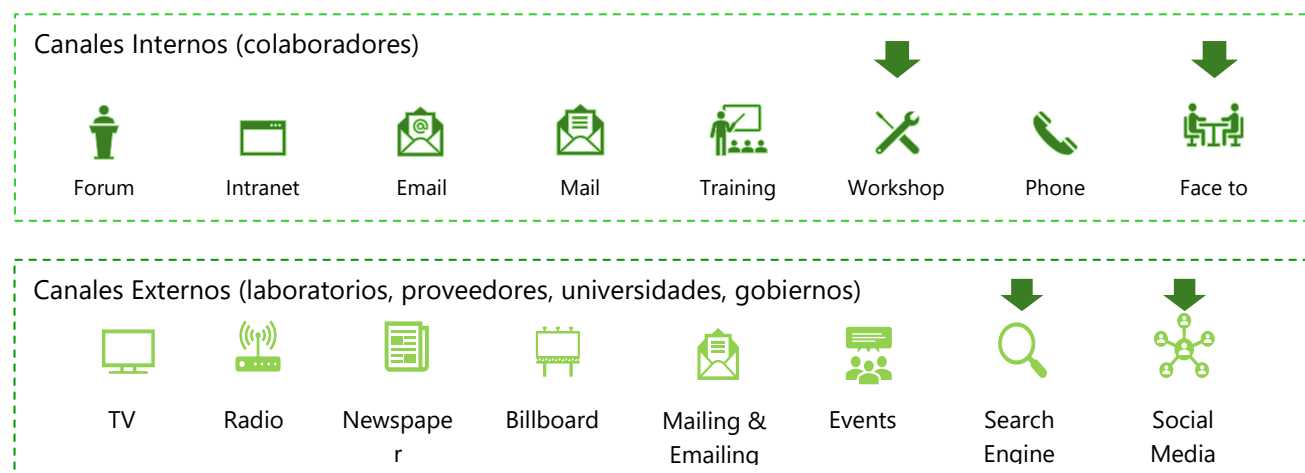 Canales Internos (colaboradores)
Forum Intranet Email Mail Training Workshop Phone Face to
Canales Externos (laboratorios, proveedores, universidades, gobiernos)
TV Radio Newspape Billboard Mailing & Events Search Social
r Emailing Engine Media